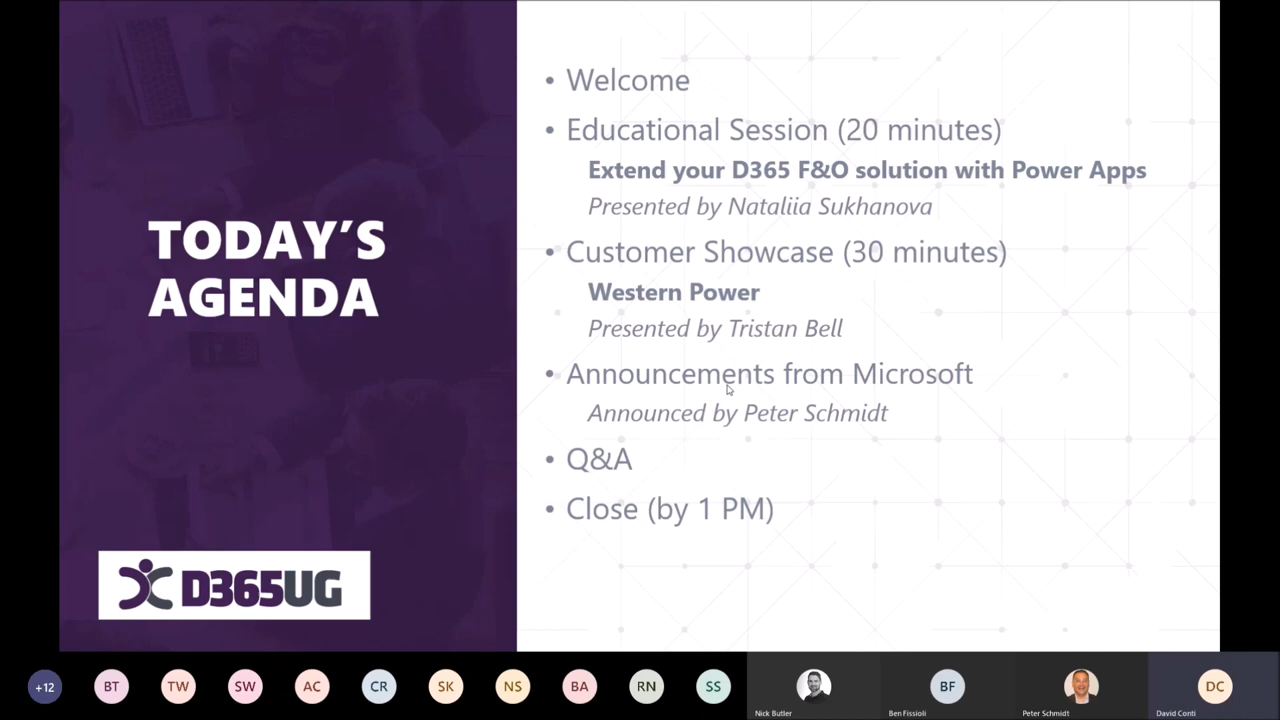 TODAY'S
AGENDA
D365UG
• Welcome
• Educational Session (20 minutes)
Extend your D365 F&O solution with Power Apps
Presented by Nataliia Sukhanova
• Customer Showcase (30 minutes)
Western Power
Presented by Tristan Bell
• Announcements from Microsoft
Announced by Peter Schmidt
• Q&A
• Close (by 1 PM)
+12 BT TW SW AC CR SK NS BA RN SS BF DC
Nick Butler Ben Fissioli Peter Schmidt David Conti